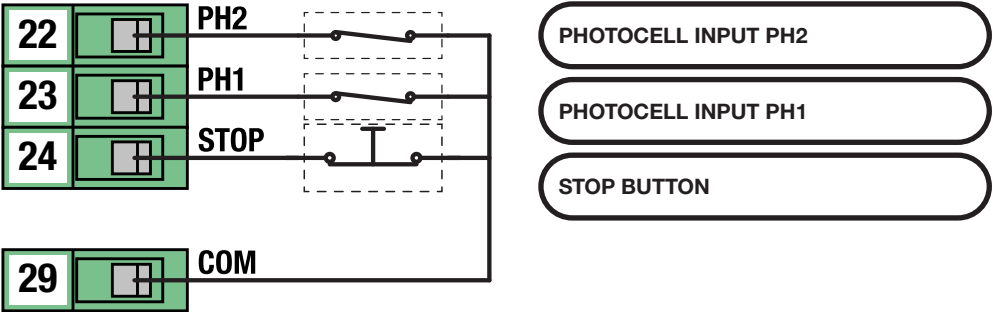 22 PH2 PHOTOCELL INPUT PH2
23 PH1 PHOTOCELL INPUT PH1
24 STOP STOP BUTTON
29 COM